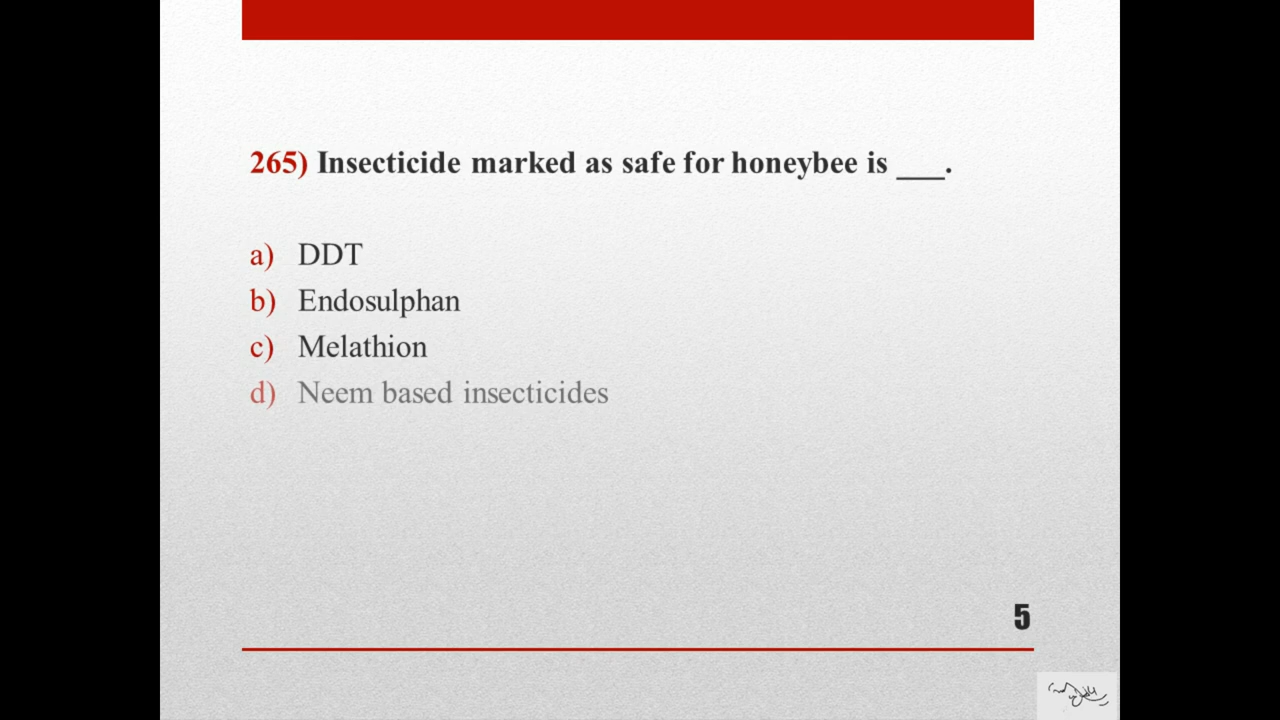 265) Insecticide marked as safe for honeybee is ___.
a) DDT
b) Endosulphan
c) Melathion
d) Neem based insecticides
5